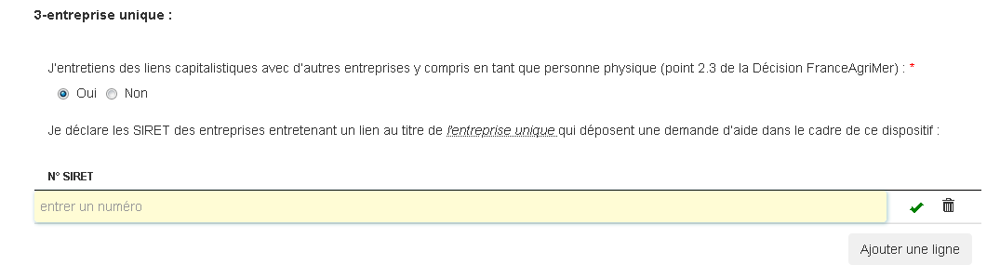 3-entreprise unique :
J'entretiens des liens capitalistiques avec d'autres entreprises y compris en tant que personne physique (point 2.3 de la Décision FranceAgriMer) : *
Oui Non
Je déclare les SIRET des entreprises entretenant un lien au titre de l'entreprise unique qui déposent une demande d'aide dans le cadre de ce dispositif :
N° SIRET
entrer un numéro
Ajouter une ligne